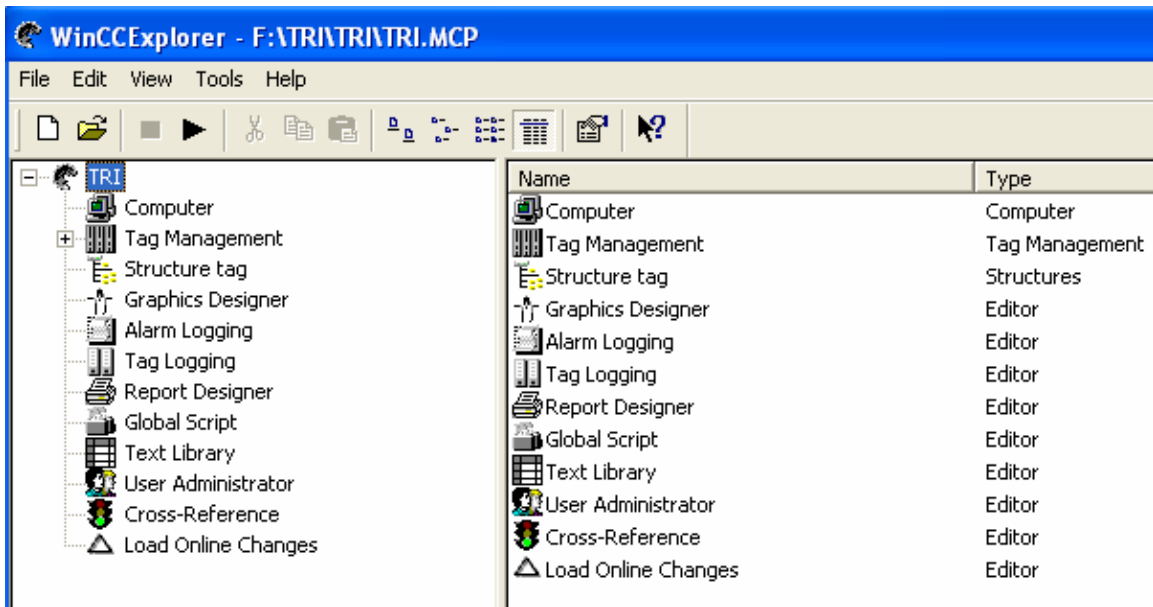 WinCCExplorer - F:\TRI\TRI\TRI.MCP
File Edit View Tools Help
TRI
Computer
Tag Management
Structure tag
Graphics Designer
Alarm Logging
Tag Logging
Report Designer
Global Script
Text Library
User Administrator
Cross-Reference
Load Online Changes
Name Type
Computer Computer
Tag Management Tag Management
Structure tag Structures
Graphics Designer Editor
Alarm Logging Editor
Tag Logging Editor
Report Designer Editor
Global Script Editor
Text Library Editor
User Administrator Editor
Cross-Reference Editor
Load Online Changes Editor